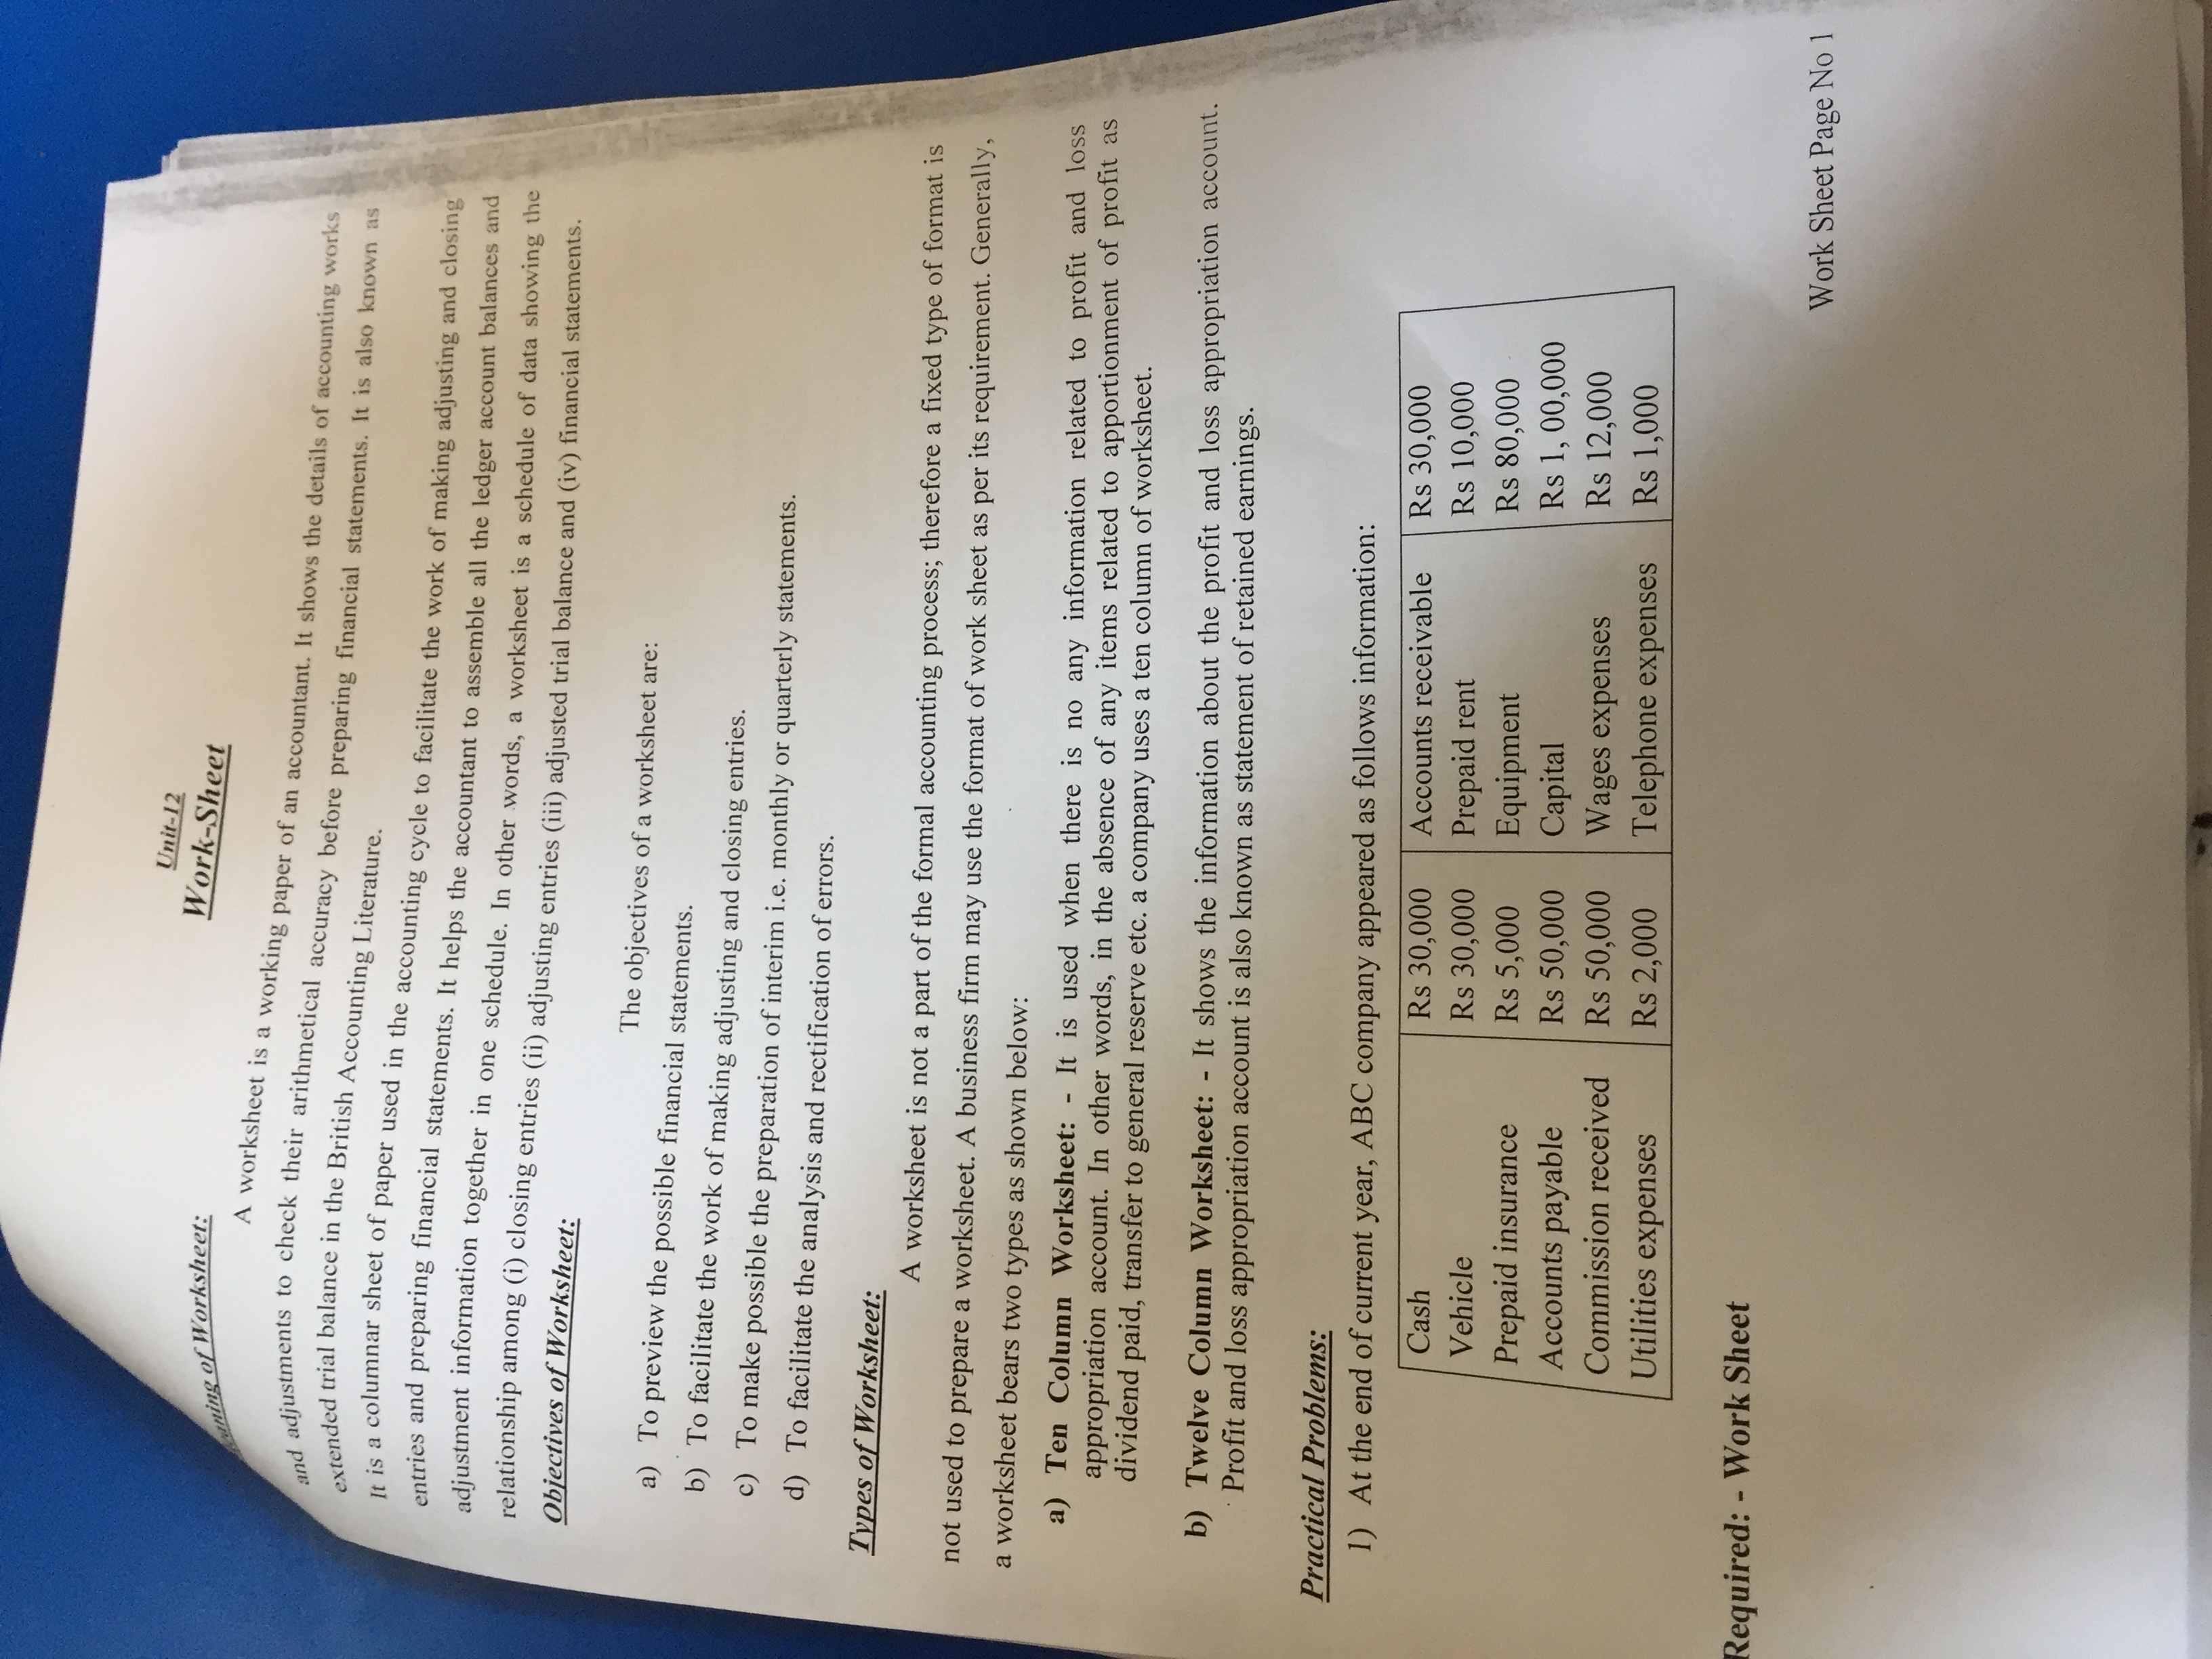 Unit-12
Work-Sheet
of Worksheet:
A worksheet is a working paper of an accountant. It shows the details of accounting works
and adjustments to check their arithmetical accuracy before preparing financial statements. It is also known as
extended trial balance in the British Accounting Literature.
It is a columnar sheet of paper used in the accounting cycle to facilitate the work of making adjusting and closing
entries and preparing financial statements. It helps the accountant to assemble all the ledger account balances and
adjustment information together in one schedule. In other words, a worksheet is a schedule of data showing the
relationship among (i) closing entries (ii) adjusting entries (iii) adjusted trial balance and (iv) financial statements.
Objectives of Worksheet:
The objectives of a worksheet are:
a) To preview the possible financial statements.
b) To facilitate the work of making adjusting and closing entries.
c) To make possible the preparation of interim i.e. monthly or quarterly statements.
d) To facilitate the analysis and rectification of errors.
Types of Worksheet:
A worksheet is not a part of the formal accounting process; therefore a fixed type of format is
not used to prepare a worksheet. A business firm may use the format of work sheet as per its requirement. Generally,
a worksheet bears two types as shown below:
a) Ten Column Worksheet: - It is used when there is no any information related to profit and loss
appropriation account. In other words, in the absence of any items related to apportionment of profit as
dividend paid, transfer to general reserve etc. a company uses a ten column of worksheet.
b) Twelve Column Worksheet: - It shows the information about the profit and loss appropriation account.
Profit and loss appropriation account is also known as statement of retained earnings.
Practical Problems:
1) At the end of current year, ABC company appeared as follows information:
Cash Rs 30,000 Accounts receivable Rs 30,000
Vehicle Rs 30,000 Prepaid rent Rs 10,000
Prepaid insurance Rs 5,000 Equipment Rs 80,000
Accounts payable Rs 50,000 Capital Rs 1, 00,000
Commission received Rs 50,000 Wages expenses Rs 12,000
Utilities expenses Rs 2,000 Telephone expenses Rs 1,000
Required: - Work Sheet
Work Sheet Page No 1